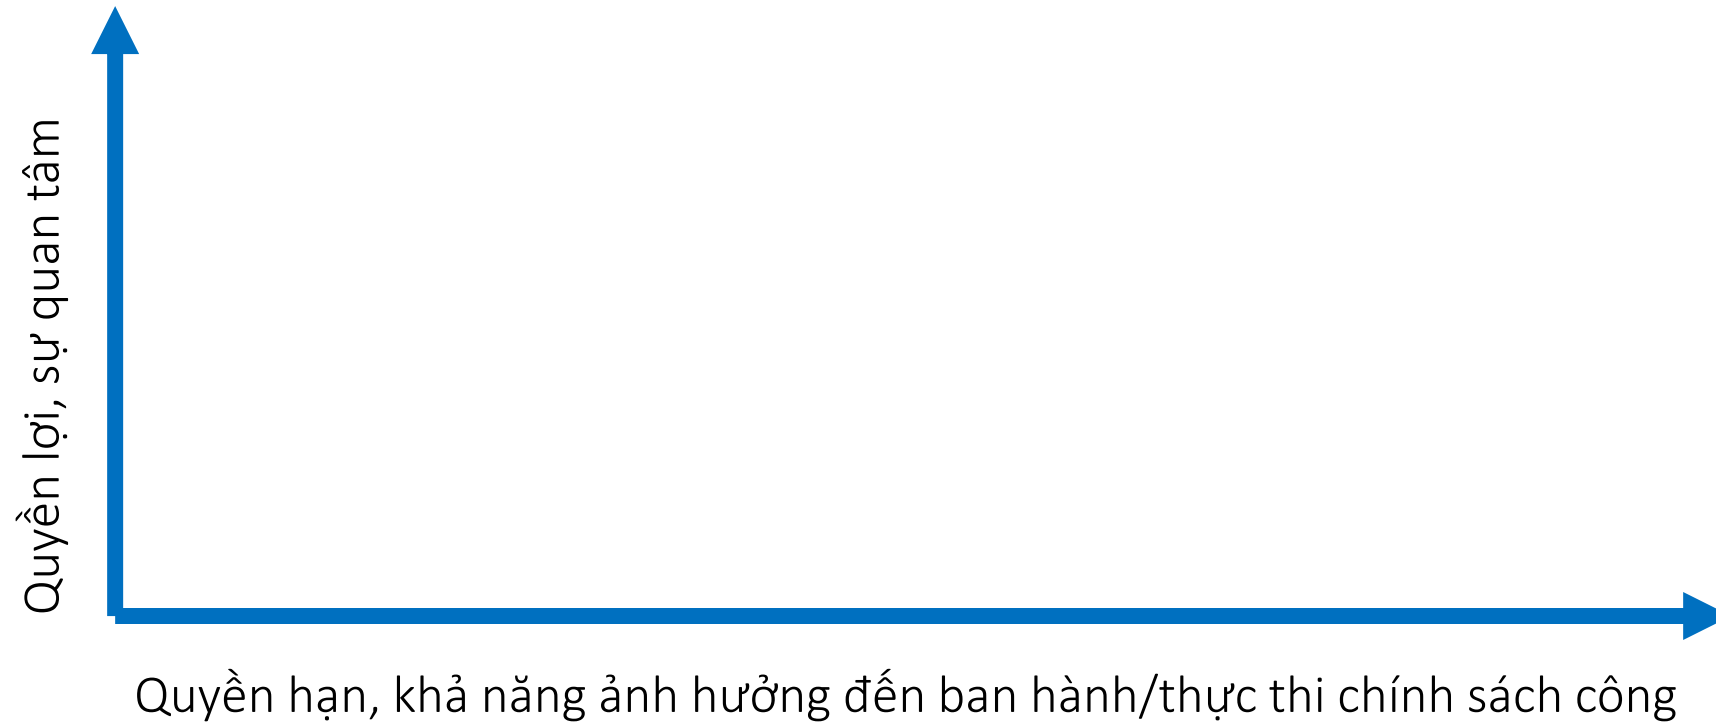 Quyền lợi, sự quan tâm
Quyền hạn, khả năng ảnh hưởng đến ban hành/thực thi chính sách công